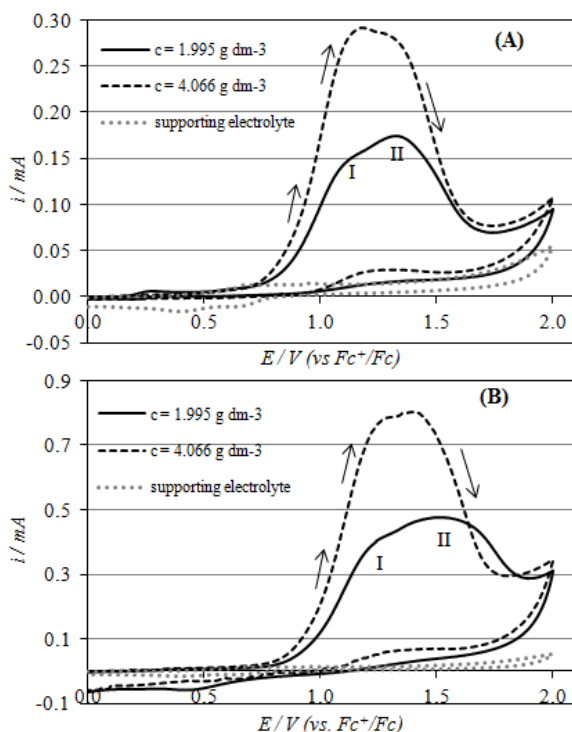 (A)
c = 1.995 g dm-3
c = 4.066 g dm-3
supporting electrolyte
I
II
i / mA
0.30
0.25
0.20
0.15
0.10
0.05
0.00
-0.05
0.0 0.5 1.0 1.5 2.0
E / V (vs Fc⁺/Fc)
(B)
c = 1.995 g dm-3
c = 4.066 g dm-3
supporting electrolyte
I
II
i / mA
0.9
0.7
0.5
0.3
0.1
-0.1
0.0 0.5 1.0 1.5 2.0
E / V (vs. Fc⁺/Fc)